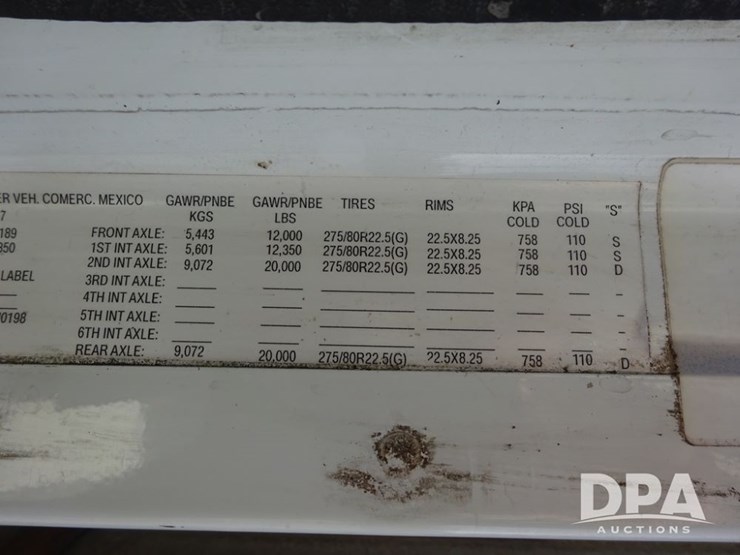 ER VEH. COMERC. MEXICO GAWR/PNBE GAWR/PNBE TIRES RIMS KPA PSI "S"
7 KGS LBS COLD COLD
189 FRONT AXLE: 5,443 12,000 275/80R22.5(G) 22.5X8.25 758 110 S
350 1ST INT AXLE: 5,601 12,350 275/80R22.5(G) 22.5X8.25 758 110 S
2ND INT AXLE: 9,072 20,000 275/80R22.5(G) 22.5X8.25 758 110 D
LABEL 3RD INT AXLE:
4TH INT AXLE:
0198 5TH INT AXLE:
6TH INT AXLE:
REAR AXLE: 9,072 20,000 275/80R22.5(G) 22.5X8.25 758 110 D
DPA
AUCTIONS